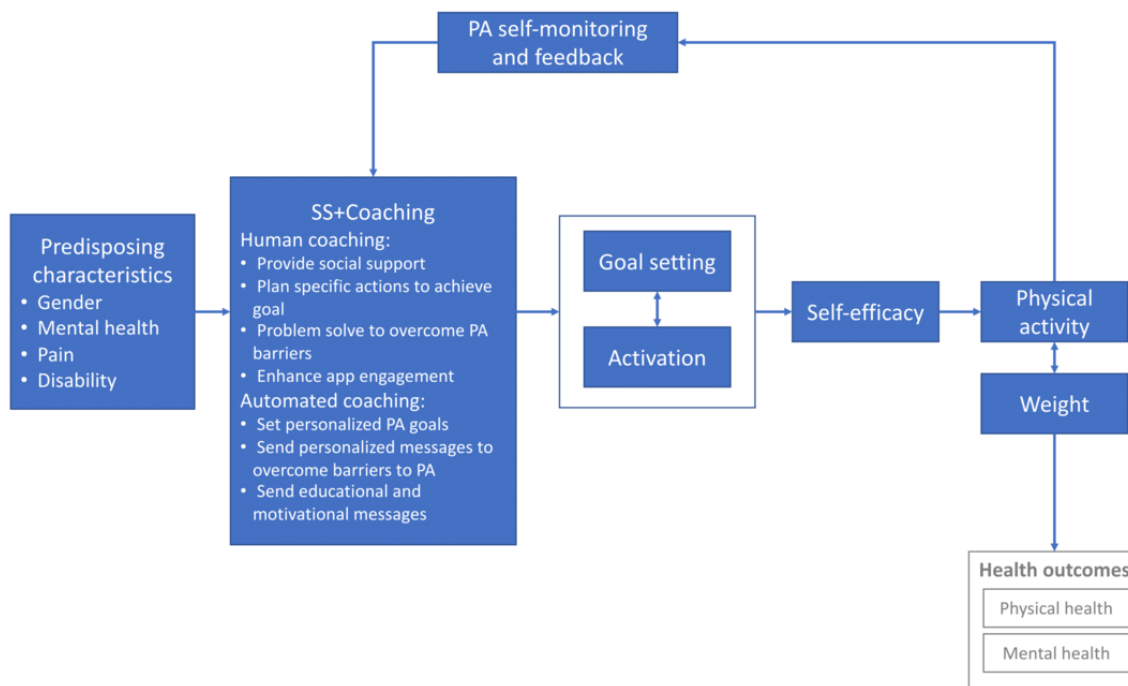 PA self-monitoring
and feedback
Predisposing
characteristics
• Gender
• Mental health
• Pain
• Disability
SS+Coaching
Human coaching:
• Provide social support
• Plan specific actions to achieve
goal
• Problem solve to overcome PA
barriers
• Enhance app engagement
Automated coaching:
• Set personalized PA goals
• Send personalized messages to
overcome barriers to PA
• Send educational and
motivational messages
Goal setting
Activation
Self-efficacy
Physical
activity
Weight
Health outcomes
Physical health
Mental health